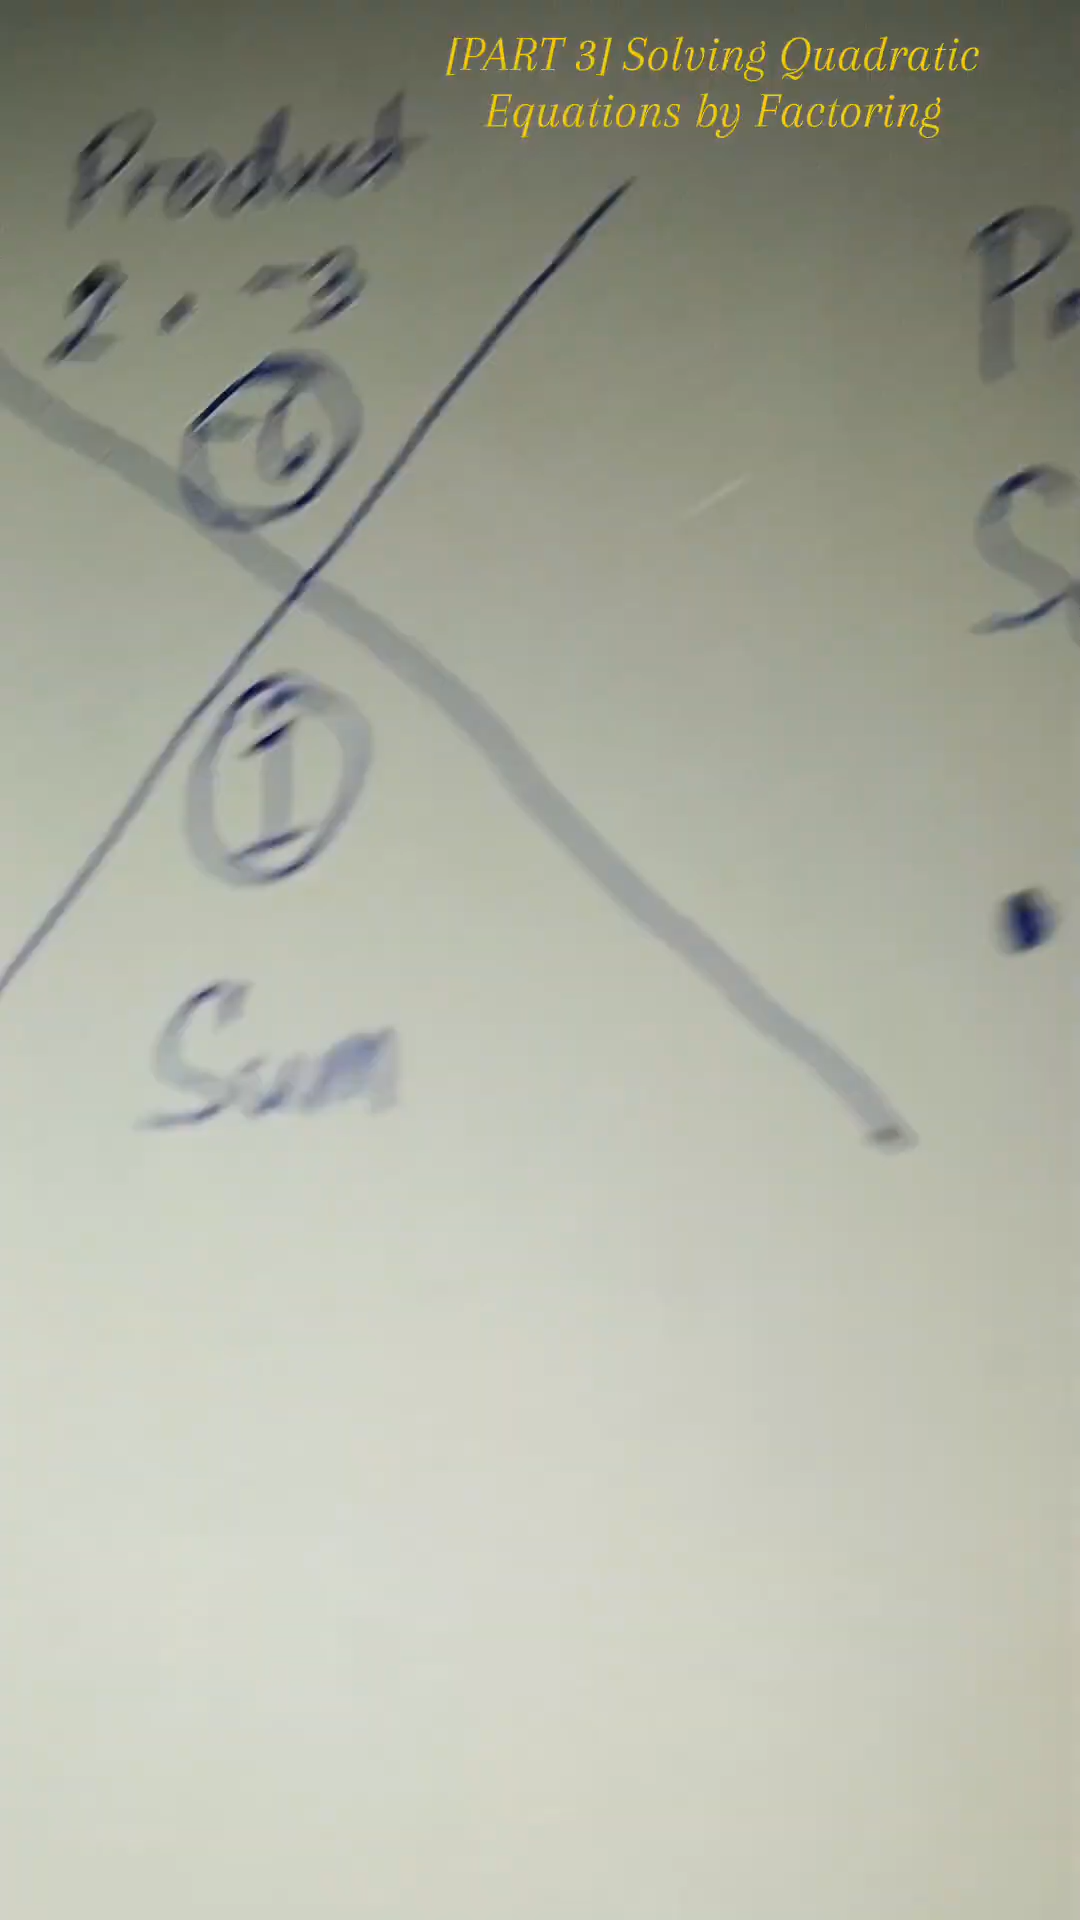 [PART 3] Solving Quadratic
Equations by Factoring
Product
2 · -3
-6
1
Sum
P
S